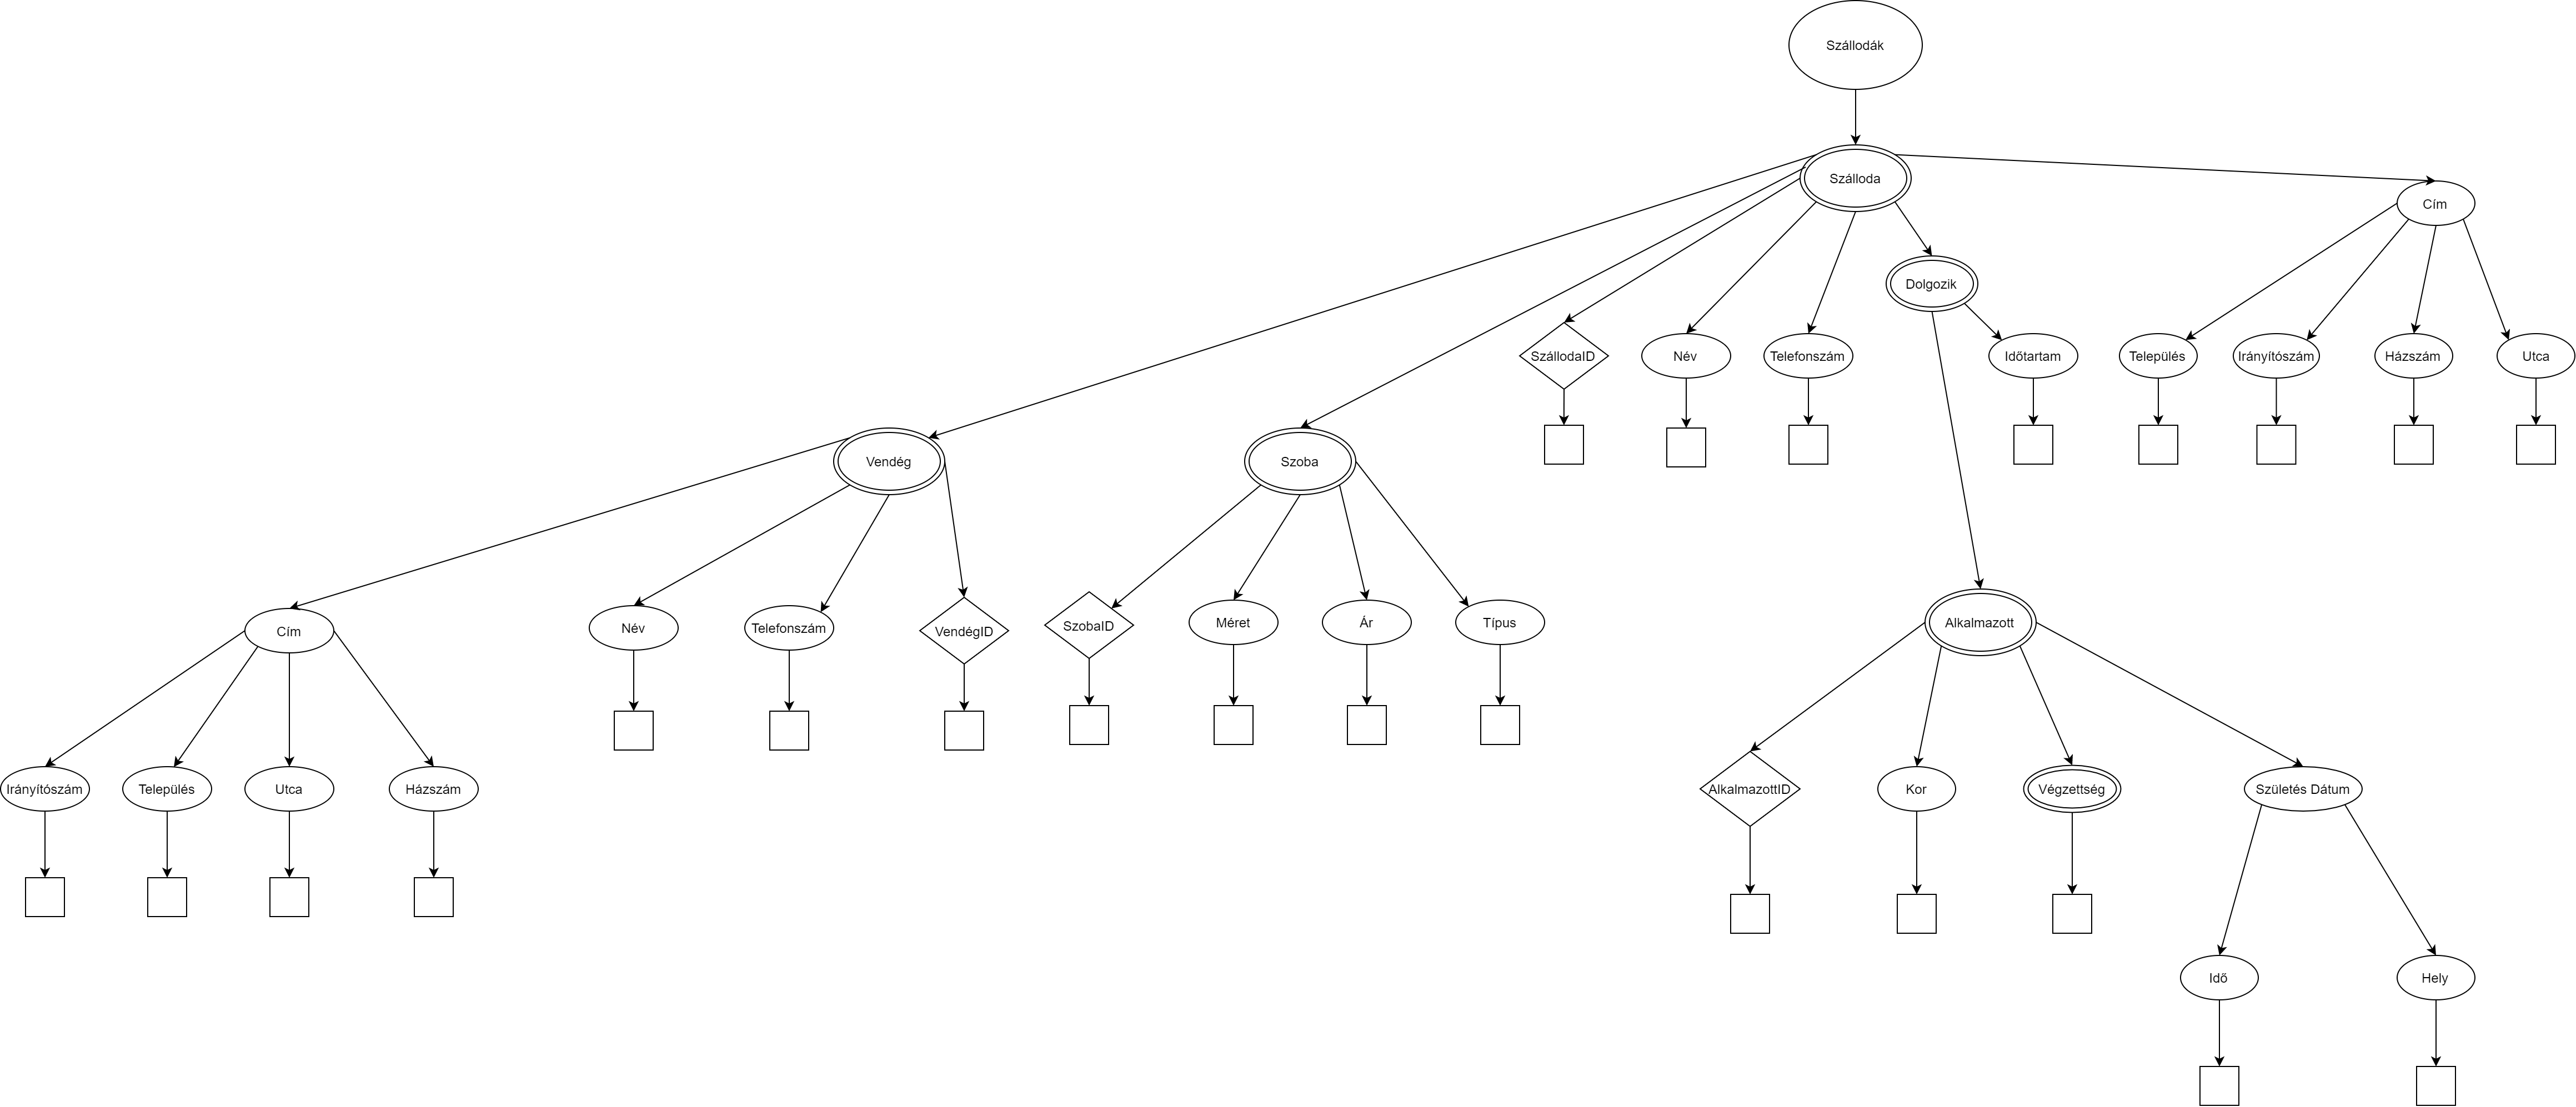 Szállodák
Szálloda
Cím
Dolgozik
SzállodaID
Név
Telefonszám
Időtartam
Település
Irányítószám
Házszám
Utca
Vendég
Szoba
Cím
Név
Telefonszám
VendégID
SzobaID
Méret
Ár
Típus
Alkalmazott
Irányítószám
Település
Utca
Házszám
AlkalmazottID
Kor
Végzettség
Születés Dátum
Idő
Hely